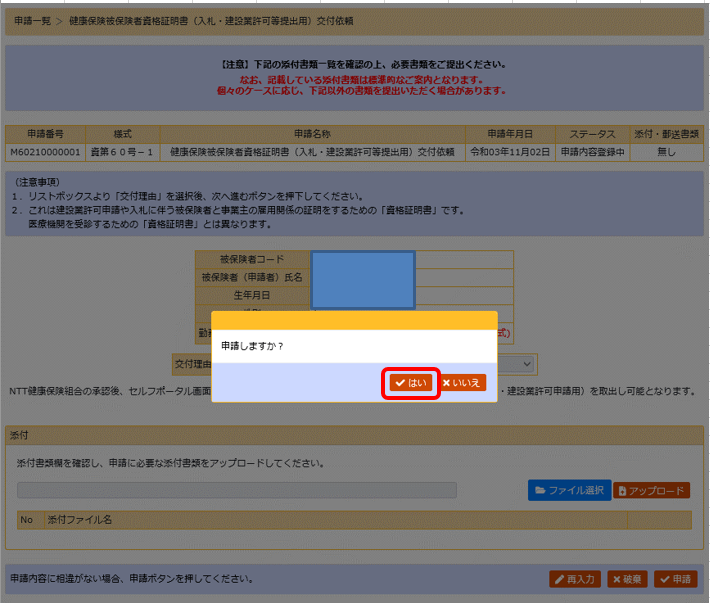 申請一覧 ＞ 健康保険被保険者資格証明書（入札・建設業許可等提出用）交付依頼
【注意】下記の添付書類一覧を確認の上、必要書類をご提出ください。
なお、記載している添付書類は標準的なご案内となります。
個々のケースに応じ、下記以外の書類を提出いただく場合があります。
申請番号 様式 申請名称 申請年月日 ステータス 添付・郵送書類
M60210000001 資第６０号－１ 健康保険被保険者資格証明書（入札・建設業許可等提出用）交付依頼 令和03年11月02日 申請内容登録中 無し
（注意事項）
１．リストボックスより「交付理由」を選択後、次へ進むボタンを押下してください。
２．これは建設業許可申請や入札に伴う被保険者と事業主の雇用関係の証明をするための「資格証明書」です。
医療機関を受診するための「資格証明書」とは異なります。
被保険者コード
被保険者（申請者）氏名
生年月日
勤 式)
申請しますか？
はい いいえ
交付理由
NTT健康保険組合の承認後、セルフポータル画面 ・建設業許可申請用）を取出し可能となります。
添付
添付書類欄を確認し、申請に必要な添付書類をアップロードしてください。
ファイル選択 アップロード
No 添付ファイル名
申請内容に相違がない場合、申請ボタンを押してください。
再入力 破棄 申請